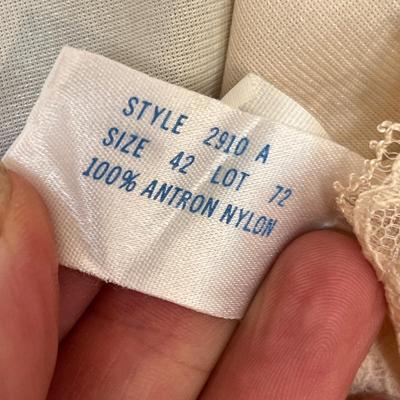 STYLE 2910 A
SIZE 42 LOT 72
100% ANTRON NYLON